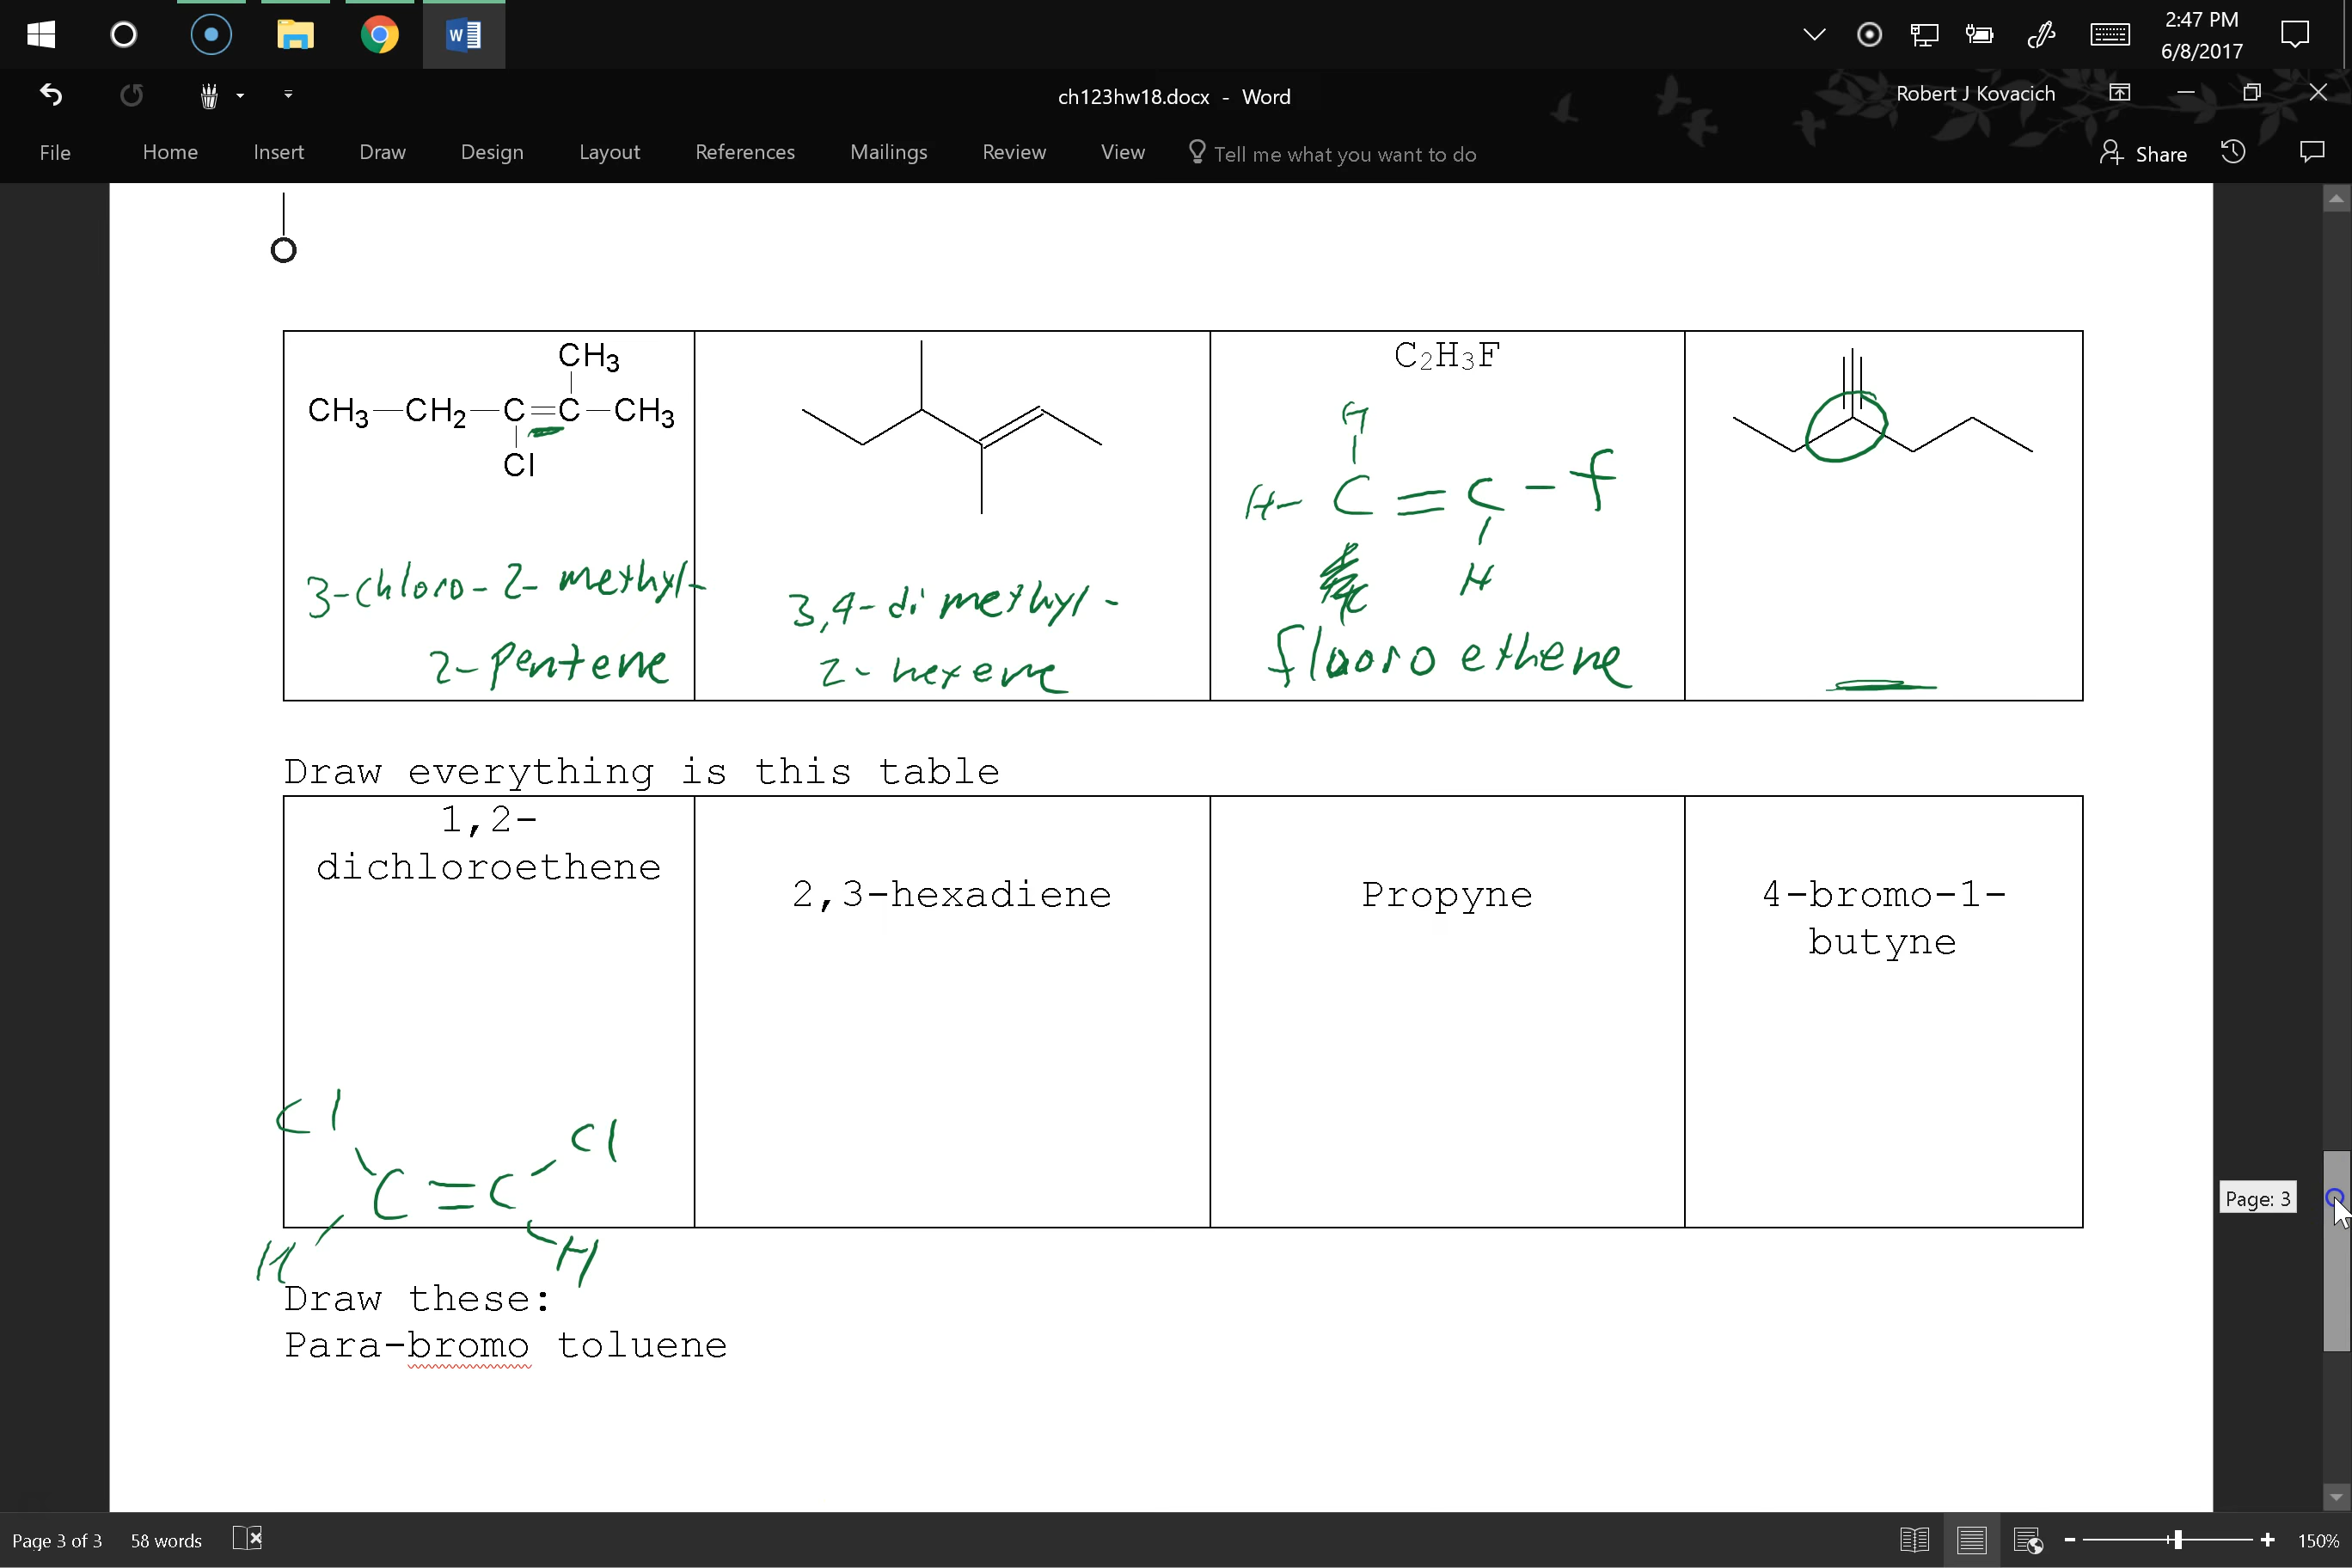 2:47 PM
6/8/2017
ch123hw18.docx - Word
Robert J Kovacich
File Home Insert Draw Design Layout References Mailings Review View Tell me what you want to do Share
CH3
CH3—CH2—C=C—CH3
Cl
3-chloro-2-methyl-
2-Pentene
3,4-dimethyl-
2-hexene
C2H3F
H
H-C=C-f
H
fluoro ethene
Draw everything is this table
1,2-
dichloroethene
2,3-hexadiene
Propyne
4-bromo-1-
butyne
Cl
Cl
C=C
H
H
Draw these:
Para-bromo toluene
Page: 3
Page 3 of 3 58 words
150%